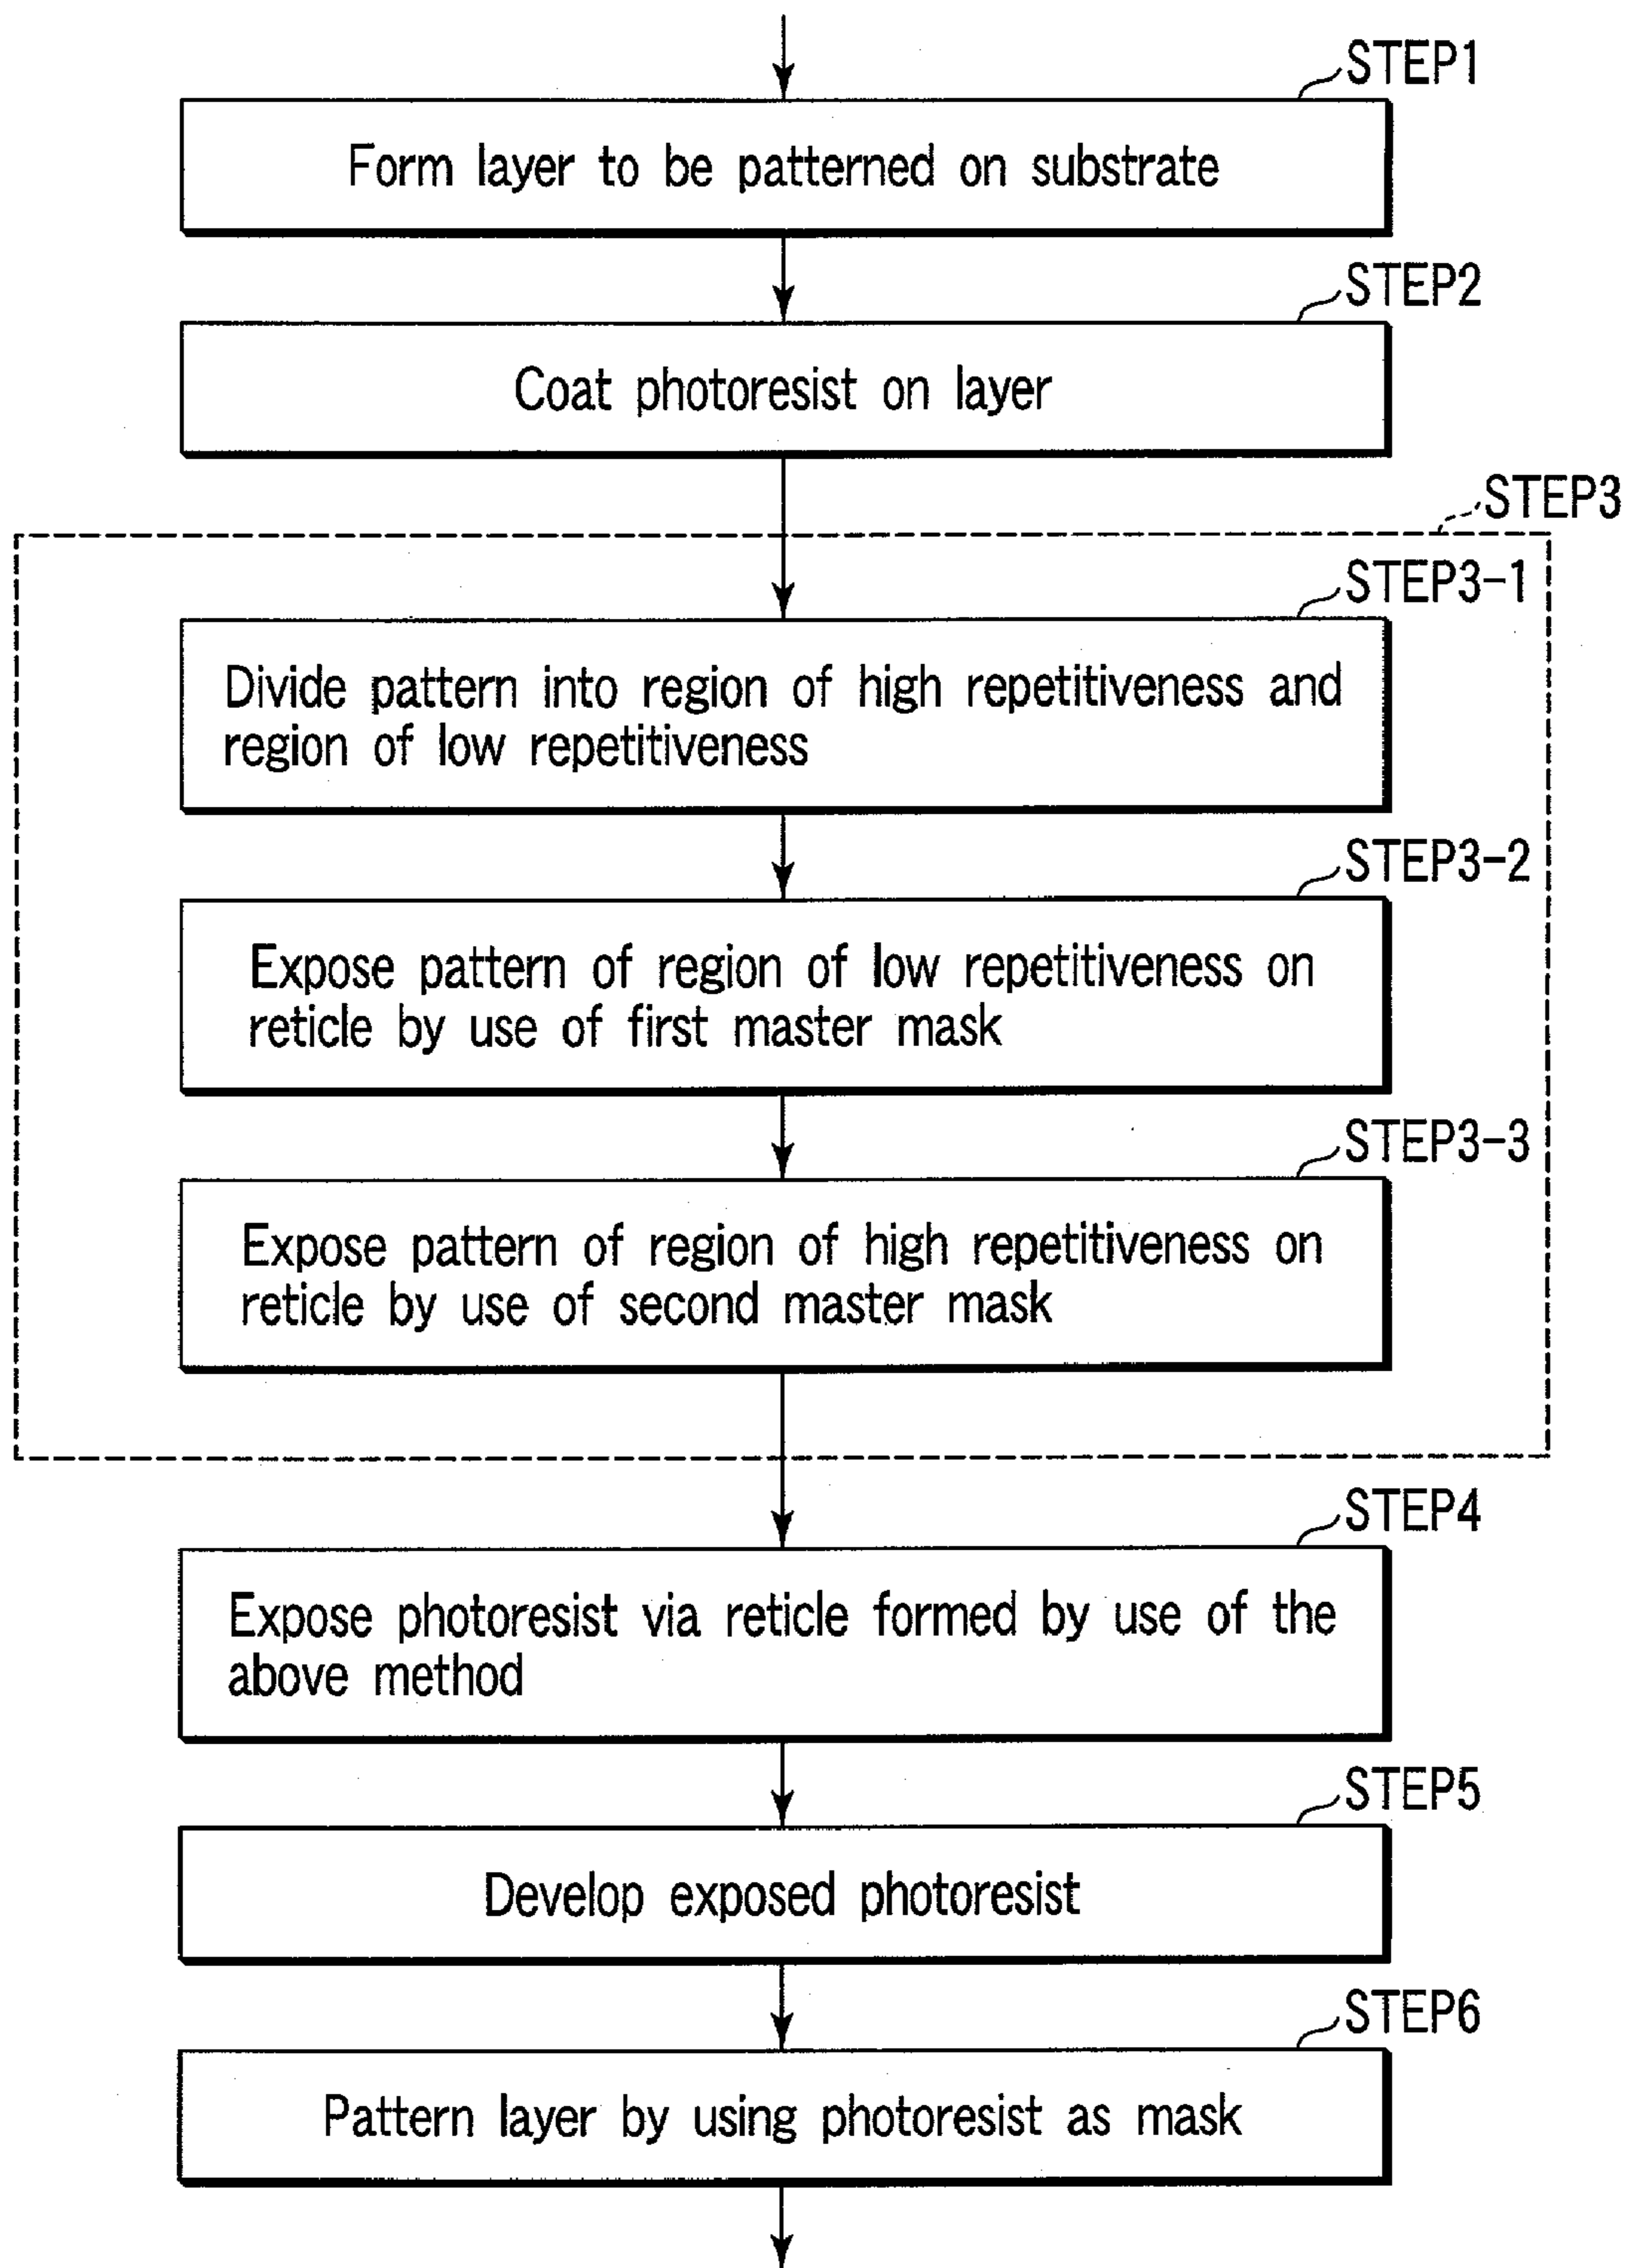 STEP1
Form layer to be patterned on substrate
STEP2
Coat photoresist on layer
STEP3
STEP3-1
Divide pattern into region of high repetitiveness and
region of low repetitiveness
STEP3-2
Expose pattern of region of low repetitiveness on
reticle by use of first master mask
STEP3-3
Expose pattern of region of high repetitiveness on
reticle by use of second master mask
STEP4
Expose photoresist via reticle formed by use of the
above method
STEP5
Develop exposed photoresist
STEP6
Pattern layer by using photoresist as mask